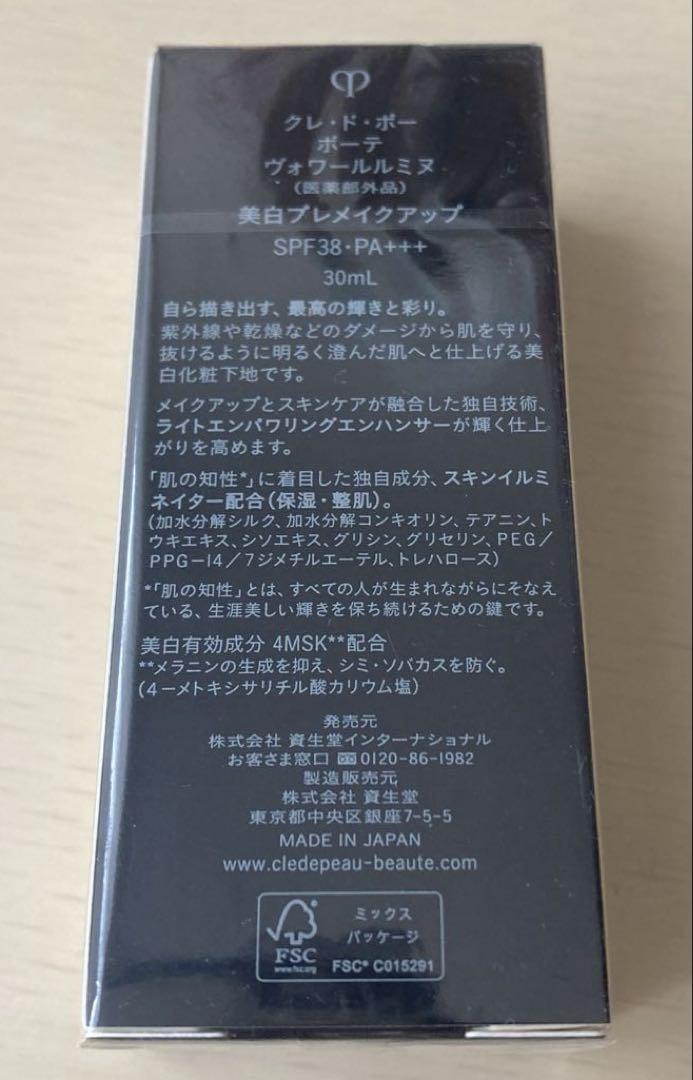 クレ・ド・ポー
ボーテ
ヴォワールルミヌ
(医薬部外品)
美白プレメイクアップ
SPF38・PA+++
30mL
自ら描き出す、最高の輝きと彩り。
紫外線や乾燥などのダメージから肌を守り、
抜けるように明るく澄んだ肌へと仕上げる美
白化粧下地です。
メイクアップとスキンケアが融合した独自技術、
ライトエンパワリングエンハンサーが輝く仕上
がりを高めます。
「肌の知性*」に着目した独自成分、スキンイルミ
ネイター配合(保湿・整肌)。
(加水分解シルク、加水分解コンキオリン、テアニン、ト
ウキエキス、シソエキス、グリシン、グリセリン、PEG/
PPG-14/7ジメチルエーテル、トレハロース)
*「肌の知性」とは、すべての人が生まれながらにそなえ
ている、生涯美しい輝きを保ち続けるための鍵です。
美白有効成分 4MSK**配合
**メラニンの生成を抑え、シミ・ソバカスを防ぐ。
(4-メトキシサリチル酸カリウム塩)
発売元
株式会社 資生堂インターナショナル
お客さま窓口 0120-86-1982
製造販売元
株式会社 資生堂
東京都中央区銀座7-5-5
MADE IN JAPAN
www.cledepeau-beaute.com
FSC
www.fsc.org
ミックス
パッケージ
FSC® C015291